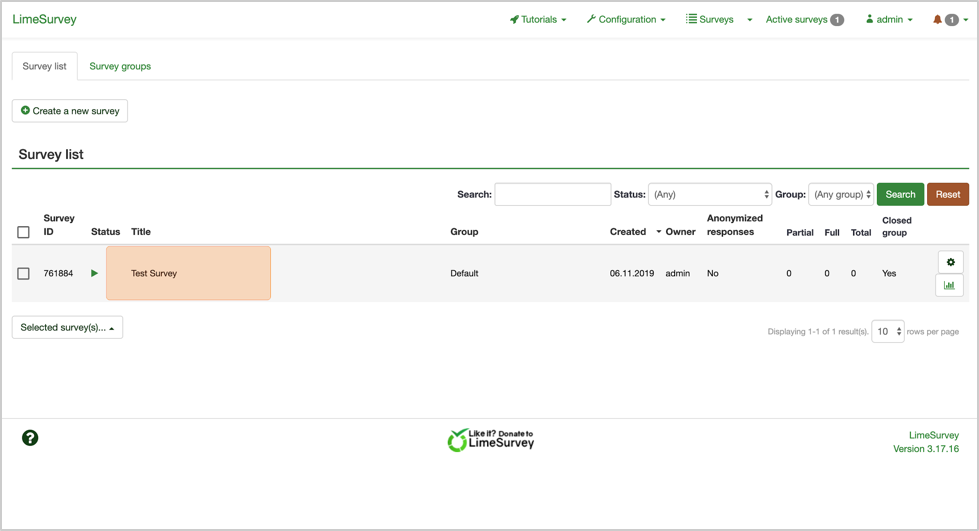 LimeSurvey
Tutorials
Configuration
Surveys
Active surveys 1
admin
1
Survey list
Survey groups
Create a new survey
Survey list
Search:
Status: (Any)
Group: (Any group)
Search
Reset
Survey ID
Status
Title
Group
Created
Owner
Anonymized responses
Partial
Full
Total
Closed group
761884
Test Survey
Default
06.11.2019
admin
No
0
0
0
Yes
Selected survey(s)...
Displaying 1-1 of 1 result(s). 10 rows per page
?
Like it? Donate to
LimeSurvey
LimeSurvey
Version 3.17.16